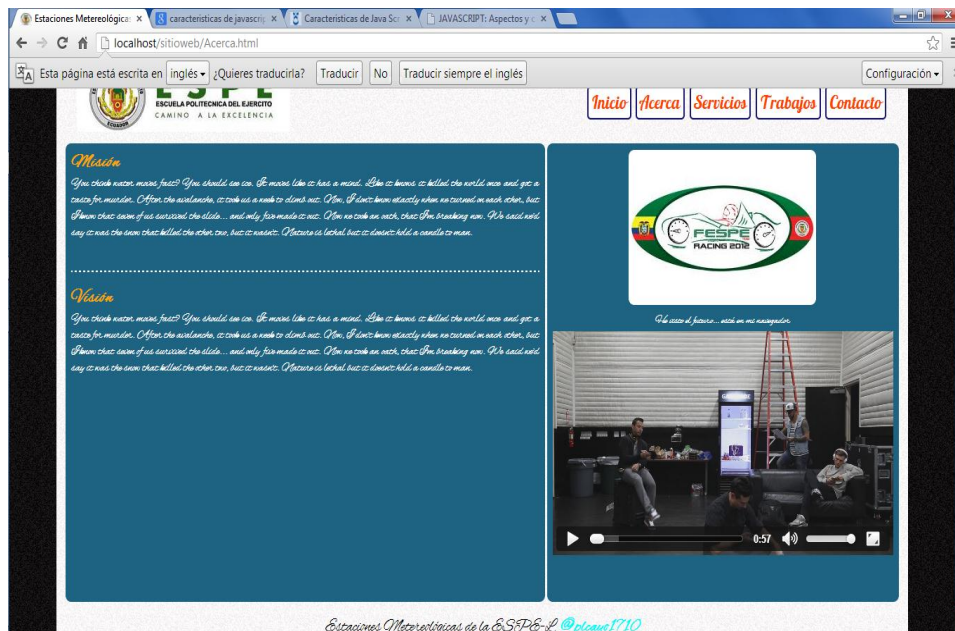 Estaciones Metereológica
caracteristicas de javascrip
Características de Java Scr
JAVASCRIPT: Aspectos y c
localhost/sitioweb/Acerca.html
Esta página está escrita en inglés ¿Quieres traducirla? Traducir No Traducir siempre el inglés Configuración
ESPE
ESCUELA POLITECNICA DEL EJERCITO
CAMINO A LA EXCELENCIA
ECUADOR
Inicio Acerca Servicios Trabajos Contacto
Misión
You think water moves fast? You should see ice. It moves like it has a mind. Like it knows it killed the world once and got a
taste for murder. After the avalanche, it took us a week to climb out. Now, I don't know exactly when we turned on each other, but
I know that seven of us survived the slide... and only five made it out. Now we took an oath, that I'm breaking now. We said we'd
say it was the snow that killed the other two, but it wasn't. Nature is lethal but it doesn't hold a candle to man.
Visión
You think water moves fast? You should see ice. It moves like it has a mind. Like it knows it killed the world once and got a
taste for murder. After the avalanche, it took us a week to climb out. Now, I don't know exactly when we turned on each other, but
I know that seven of us survived the slide... and only five made it out. Now we took an oath, that I'm breaking now. We said we'd
say it was the snow that killed the other two, but it wasn't. Nature is lethal but it doesn't hold a candle to man.
FESPE
RACING 2012
He visto el futuro... está en mi navegador
0:57
Estaciones Metereológicas de la ESPE-L